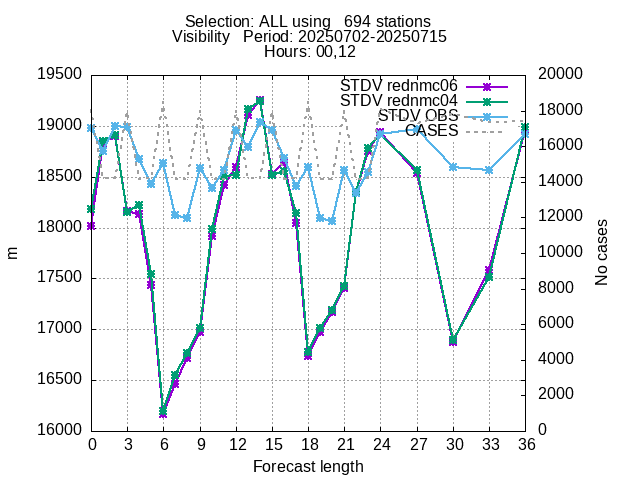 Selection: ALL using   694 stations
Visibility   Period: 20250702-20250715
Hours: 00,12
STDV rednmc06
STDV rednmc04
STDV OBS
CASES
19500
19000
18500
18000
17500
17000
16500
16000
20000
18000
16000
14000
12000
10000
8000
6000
4000
2000
0
m
No cases
0 3 6 9 12 15 18 21 24 27 30 33 36
Forecast length